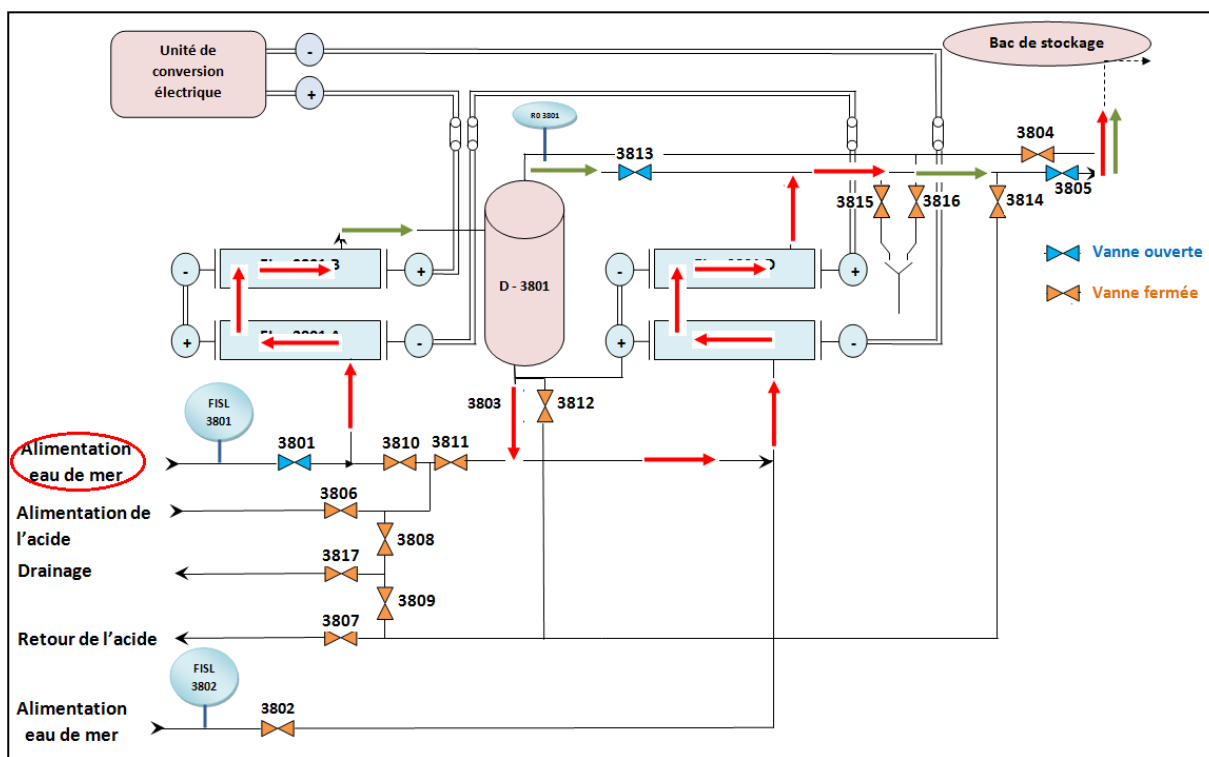 Unité de
conversion
électrique
-
+
Bac de stockage
R0 3801
3813
3804
3805
3815
3816
3814
Vanne ouverte
Vanne fermée
-
+
-
+
D - 3801
+
-
+
-
3803
3812
FISL
3801
Alimentation
eau de mer
3801
3810
3811
Alimentation de
l'acide
3806
3808
Drainage
3817
3809
Retour de l'acide
3807
FISL
3802
Alimentation
eau de mer
3802